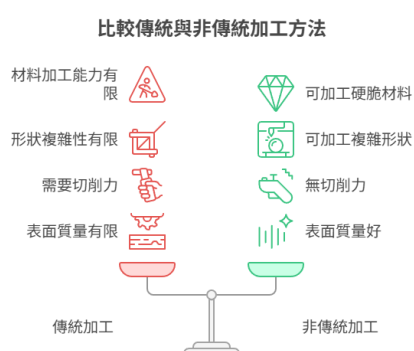 比較傳統與非傳統加工方法
材料加工能力有
限
可加工硬脆材料
形狀複雜性有限
可加工複雜形狀
需要切削力
無切削力
表面質量有限
表面質量好
傳統加工
非傳統加工